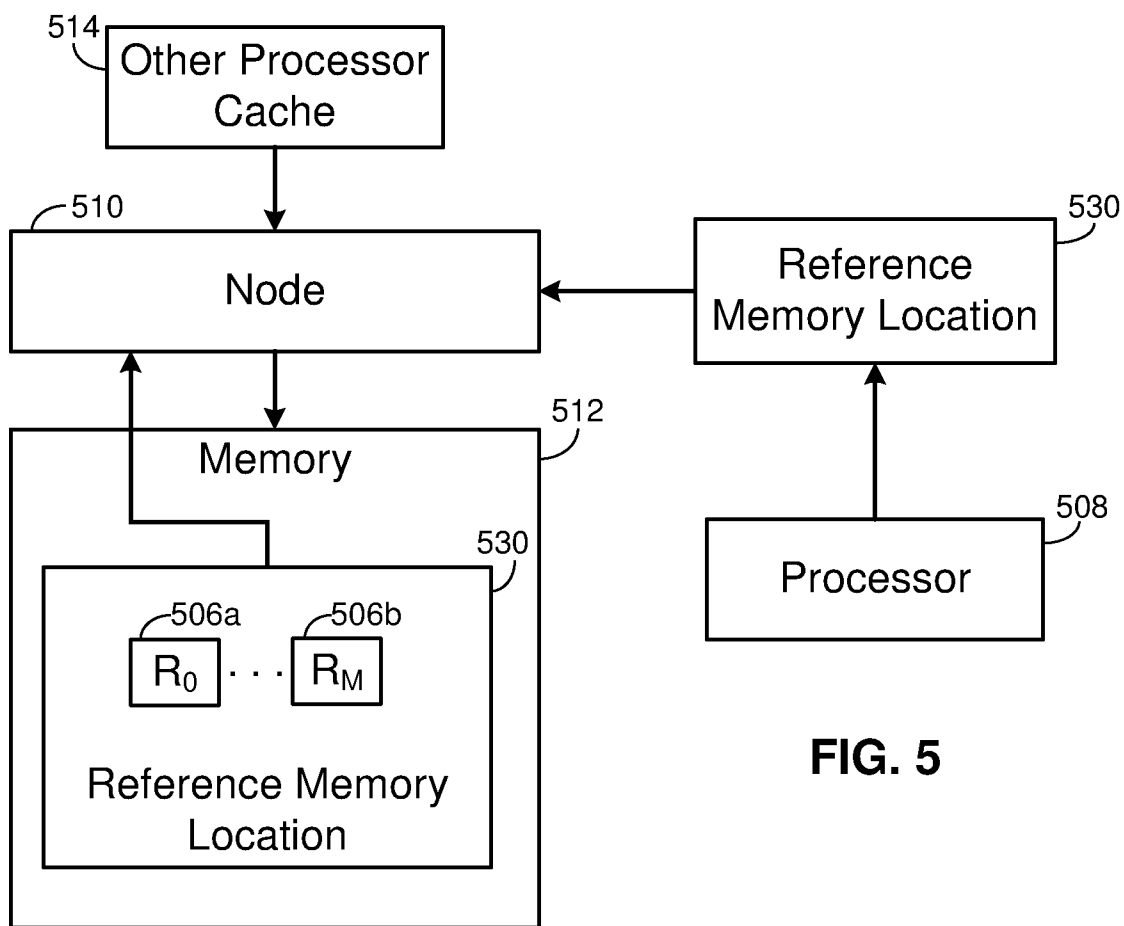 514
Other Processor
Cache
510
Node
530
Reference
Memory Location
512
Memory
508
Processor
530
506a
506b
R0 . . . RM
Reference Memory
Location
FIG. 5